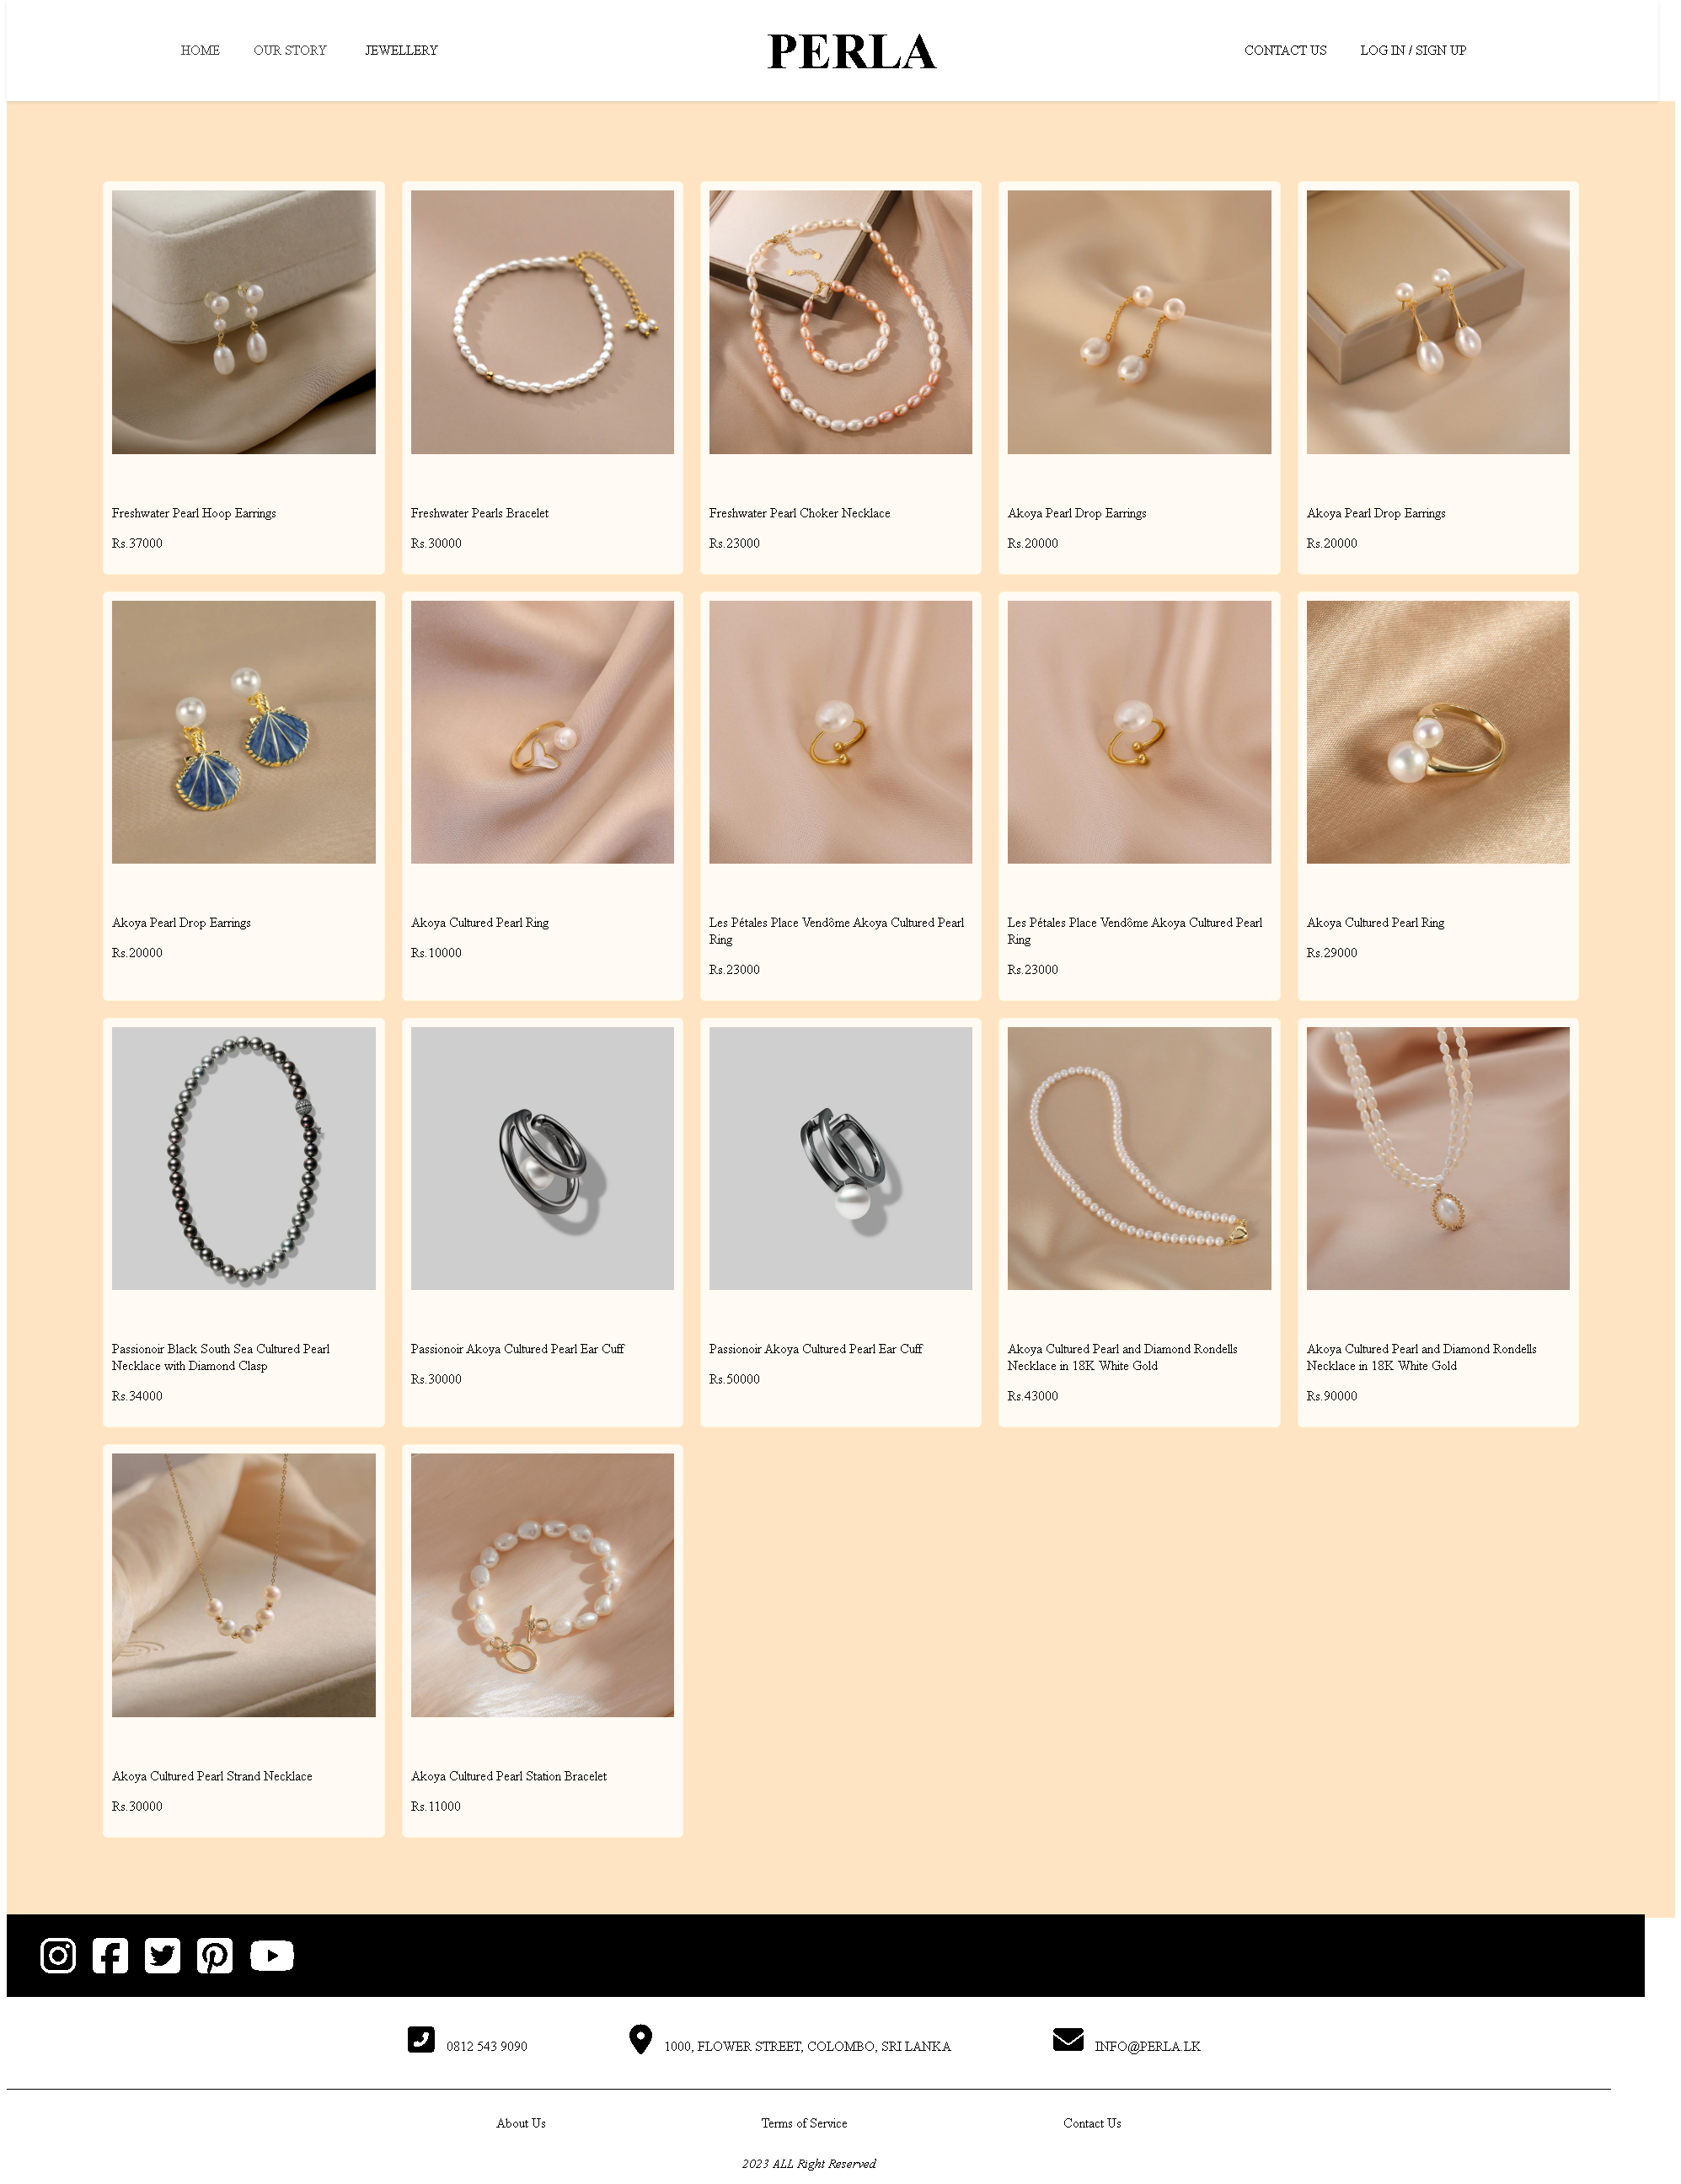 HOME OUR STORY JEWELLERY PERLA CONTACT US LOG IN / SIGN UP
Freshwater Pearl Hoop Earrings
Rs.37000
Freshwater Pearls Bracelet
Rs.30000
Freshwater Pearl Choker Necklace
Rs.23000
Akoya Pearl Drop Earrings
Rs.20000
Akoya Pearl Drop Earrings
Rs.20000
Akoya Pearl Drop Earrings
Rs.20000
Akoya Cultured Pearl Ring
Rs.10000
Les Pétales Place Vendôme Akoya Cultured Pearl
Ring
Rs.23000
Les Pétales Place Vendôme Akoya Cultured Pearl
Ring
Rs.23000
Akoya Cultured Pearl Ring
Rs.29000
Passionoir Black South Sea Cultured Pearl
Necklace with Diamond Clasp
Rs.34000
Passionoir Akoya Cultured Pearl Ear Cuff
Rs.30000
Passionoir Akoya Cultured Pearl Ear Cuff
Rs.50000
Akoya Cultured Pearl and Diamond Rondells
Necklace in 18K White Gold
Rs.43000
Akoya Cultured Pearl and Diamond Rondells
Necklace in 18K White Gold
Rs.90000
Akoya Cultured Pearl Strand Necklace
Rs.30000
Akoya Cultured Pearl Station Bracelet
Rs.11000
0812 543 9090 1000, FLOWER STREET, COLOMBO, SRI LANKA INFO@PERLA.LK
About Us Terms of Service Contact Us
2023 ALL Right Reserved